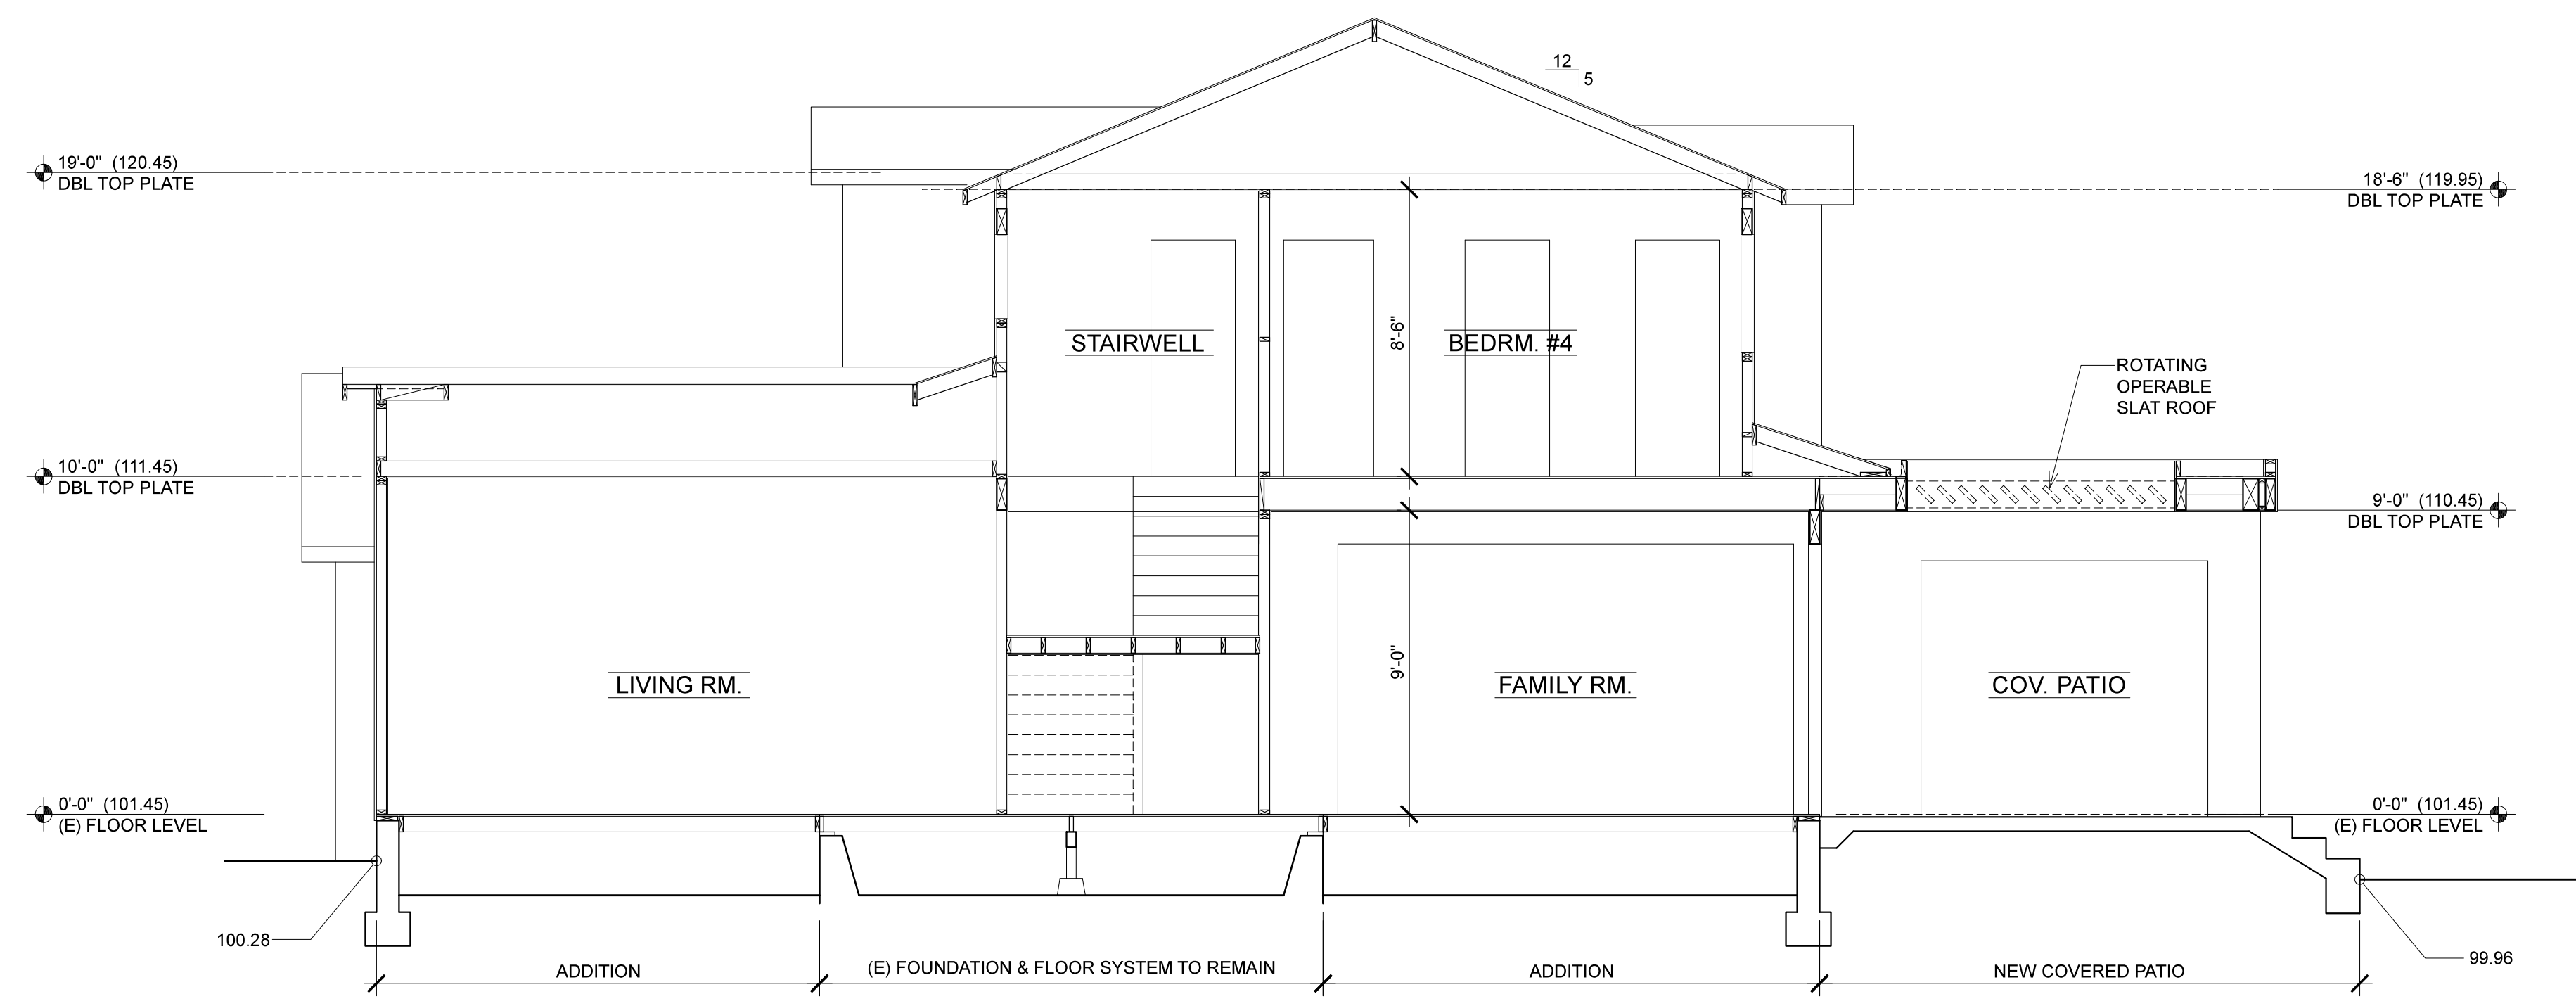 12
5
19'-0" (120.45)
DBL TOP PLATE
18'-6" (119.95)
DBL TOP PLATE
STAIRWELL
8'-6"
BEDRM. #4
ROTATING
OPERABLE
SLAT ROOF
10'-0" (111.45)
DBL TOP PLATE
9'-0" (110.45)
DBL TOP PLATE
LIVING RM.
9'-0"
FAMILY RM.
COV. PATIO
0'-0" (101.45)
(E) FLOOR LEVEL
0'-0" (101.45)
(E) FLOOR LEVEL
100.28
99.96
ADDITION
(E) FOUNDATION & FLOOR SYSTEM TO REMAIN
ADDITION
NEW COVERED PATIO